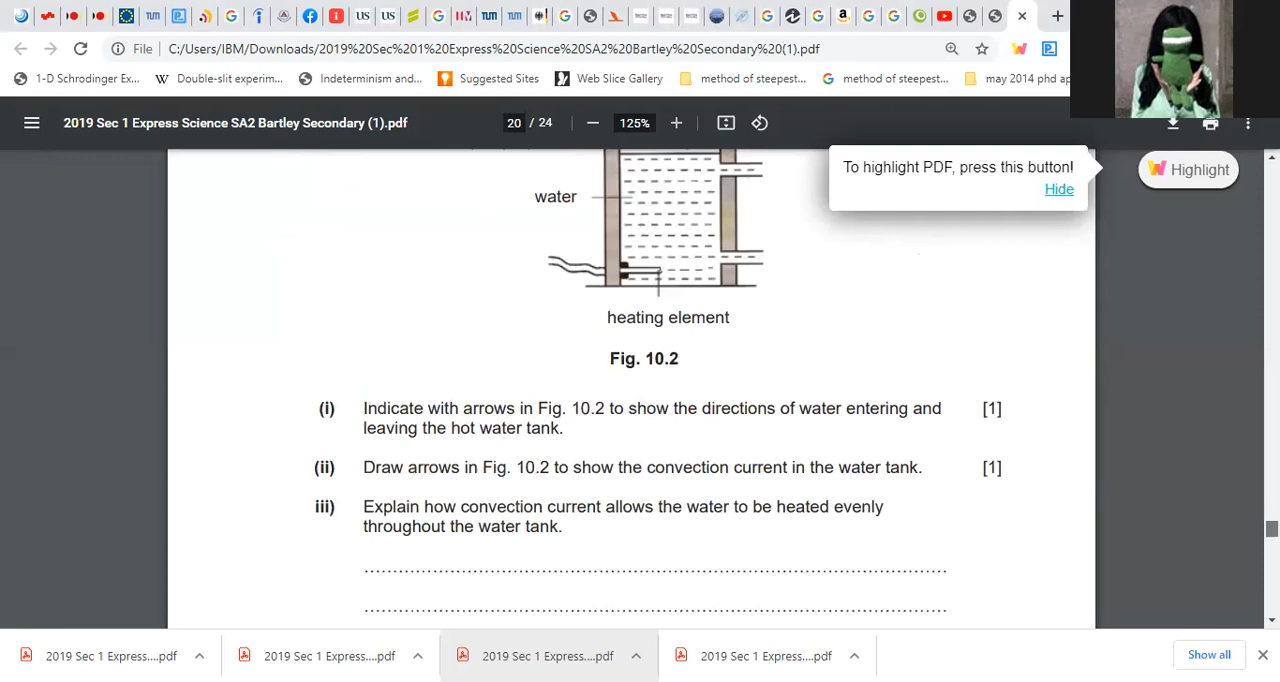 File
C:/Users/IBM/Downloads/2019%20Sec%201%20Express%20Science%20SA2%20Bartley%20Secondary%20(1).pdf
1-D Schrodinger Ex...
Double-slit experim...
Indeterminism and...
Suggested Sites
Web Slice Gallery
method of steepest...
method of steepest...
may 2014 phd ap
2019 Sec 1 Express Science SA2 Bartley Secondary (1).pdf
20 / 24
125%
To highlight PDF, press this button!
Hide
Highlight
water
heating element
Fig. 10.2
(i) Indicate with arrows in Fig. 10.2 to show the directions of water entering and [1]
leaving the hot water tank.
(ii) Draw arrows in Fig. 10.2 to show the convection current in the water tank. [1]
iii) Explain how convection current allows the water to be heated evenly
throughout the water tank.
2019 Sec 1 Express....pdf
2019 Sec 1 Express....pdf
2019 Sec 1 Express....pdf
2019 Sec 1 Express....pdf
Show all